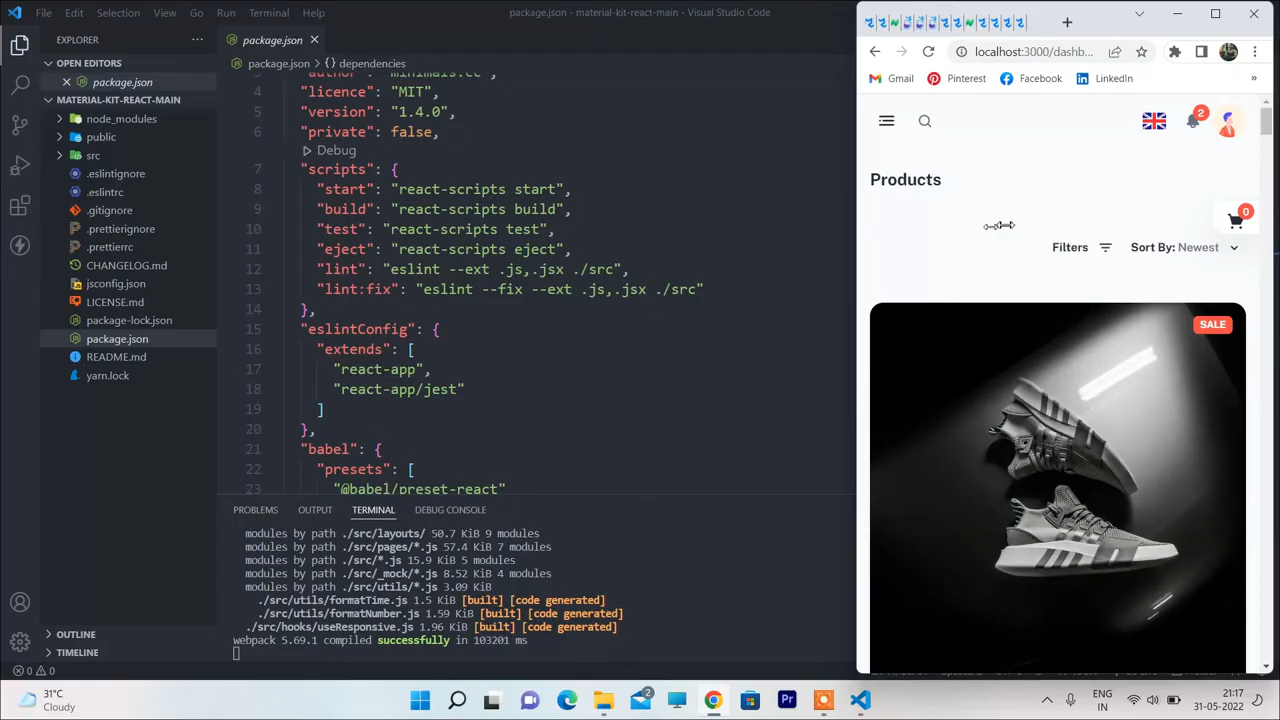 File Edit Selection View Go Run Terminal Help
package.json - material-kit-react-main - Visual Studio Code
EXPLORER
OPEN EDITORS
package.json
MATERIAL-KIT-REACT-MAIN
node_modules
public
src
.eslintignore
.eslintrc
.gitignore
.prettierignore
.prettierrc
CHANGELOG.md
jsconfig.json
LICENSE.md
package-lock.json
package.json
README.md
yarn.lock
OUTLINE
TIMELINE
0 0
package.json
package.json > {} dependencies
4 "licence": "MIT",
5 "version": "1.4.0",
6 "private": false,
Debug
7 "scripts": {
8 "start": "react-scripts start",
9 "build": "react-scripts build",
10 "test": "react-scripts test",
11 "eject": "react-scripts eject",
12 "lint": "eslint --ext .js,.jsx ./src",
13 "lint:fix": "eslint --fix --ext .js,.jsx ./src"
14 },
15 "eslintConfig": {
16 "extends": [
17 "react-app",
18 "react-app/jest"
19 ]
20 },
21 "babel": {
22 "presets": [
23 "@babel/preset-react"
PROBLEMS OUTPUT TERMINAL DEBUG CONSOLE
modules by path ./src/layouts/ 50.7 KiB 9 modules
modules by path ./src/pages/*.js 57.4 KiB 7 modules
modules by path ./src/*.js 15.9 KiB 5 modules
modules by path ./src/_mock/*.js 8.52 KiB 4 modules
modules by path ./src/utils/*.js 3.09 KiB
./src/utils/formatTime.js 1.5 KiB [built] [code generated]
./src/utils/formatNumber.js 1.59 KiB [built] [code generated]
./src/hooks/useResponsive.js 1.96 KiB [built] [code generated]
webpack 5.69.1 compiled successfully in 103201 ms
localhost:3000/dashb...
Gmail Pinterest Facebook LinkedIn »
2
Products
0
Filters Sort By: Newest
SALE
31°C
Cloudy
2
Pr
ENG
IN
21:17
31-05-2022